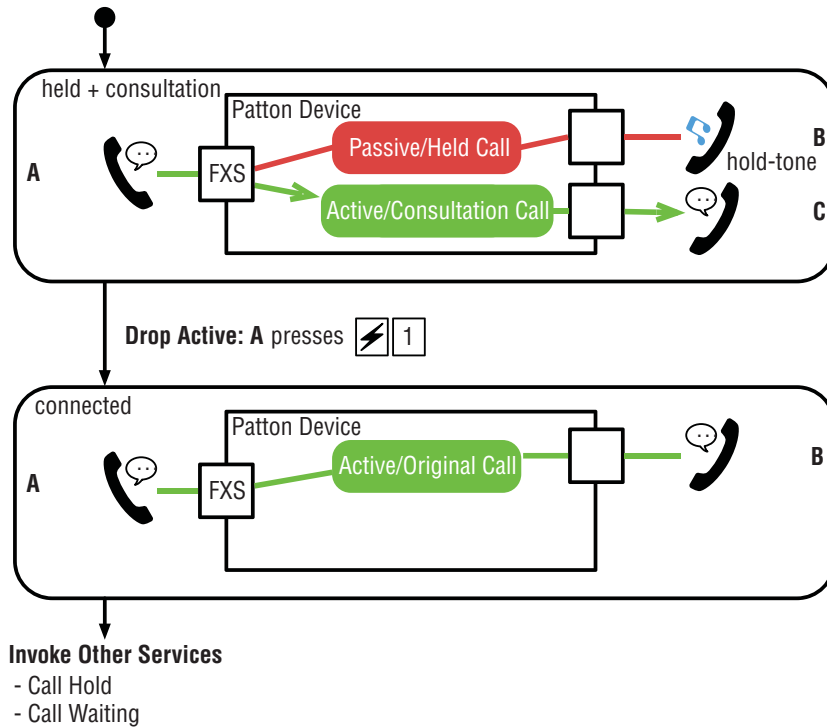 held + consultation
Patton Device
A
FXS
Passive/Held Call
B
hold-tone
Active/Consultation Call
C
Drop Active: A presses 1
connected
Patton Device
A
FXS
Active/Original Call
B
Invoke Other Services
- Call Hold
- Call Waiting